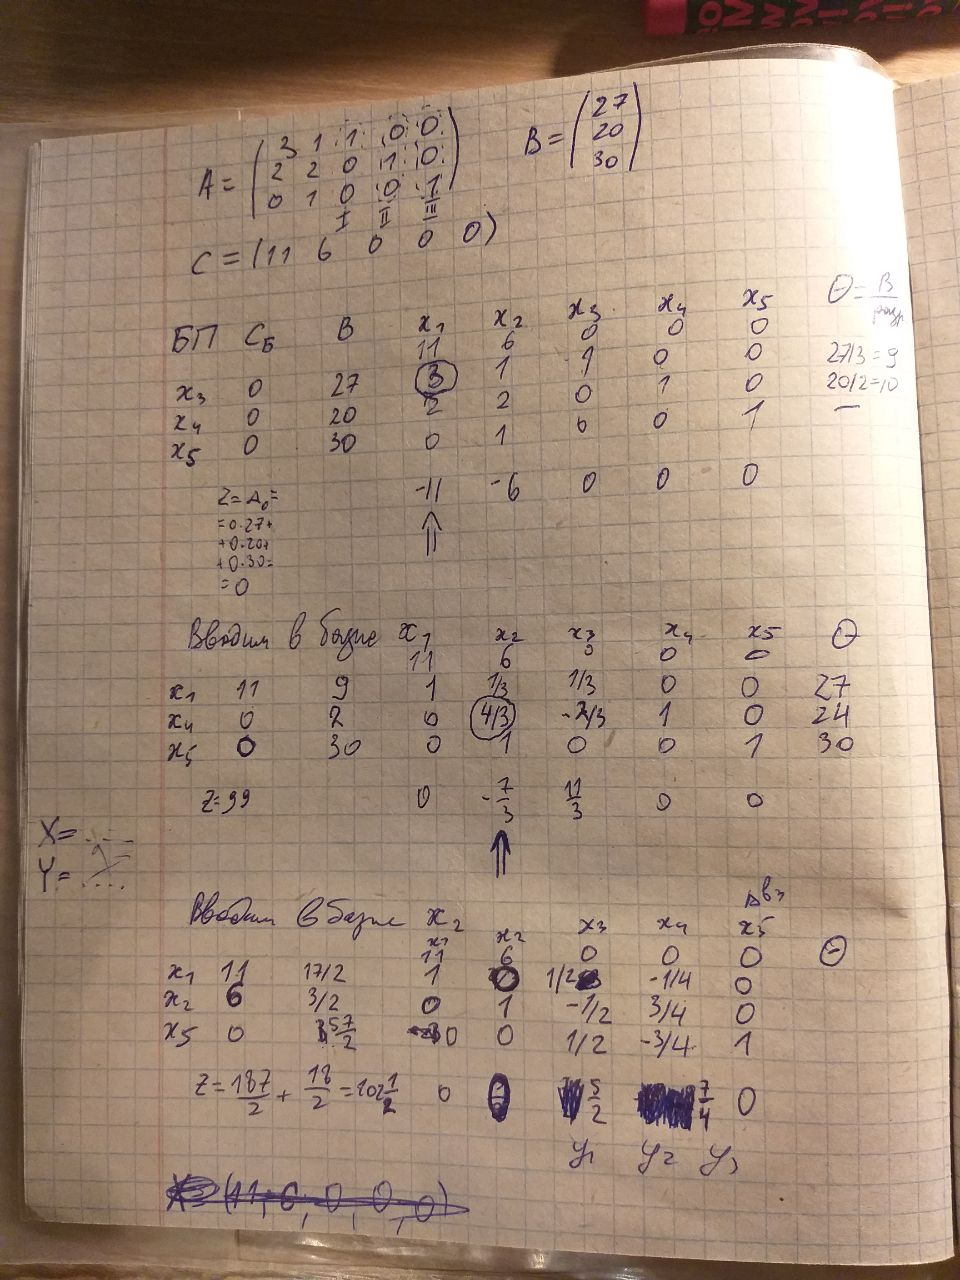 A = ( 3 1 1 0 0 B = ( 27
2 2 0 1 0 20
0 1 0 0 1 ) 30 )
I II III
C = (11 6 0 0 0)
БП Cб B x1 x2 x3 x4 x5 Θ = B
11 6 0 0 0
x3 0 27 3 1 1 0 0 27/3 = 9
x4 0 20 2 2 0 1 0 20/2=10
x5 0 30 0 1 0 0 1 —
Z = A0 = -11 -6 0 0 0
=0·27+
+0·20+
+0·30=
= 0
Вводим в базис x1 x2 x3 x4 x5 Θ
11 6 0 0
x1 11 9 1 1/3 1/3 0 0 27
x4 0 2 0 4/3 -2/3 1 0 24
x5 0 30 0 1 0 0 1 30
Z=99 0 -7/3 11/3 0 0
X= ....
Y= ....
Вводим в базис x2
x1 x2 x3 x4 x5
11 6 0 0 0 Θ
x1 11 17/2 1 0 1/2 -1/4 0
x2 6 3/2 0 1 -1/2 3/4 0
x5 0 57/2 0 0 1/2 -3/4 1
Z = 187/2 + 18/2 = 102 1/2 0 0 5/2 7/4 0
y1 y2 y3
(11, 6, 0, 0, 0)